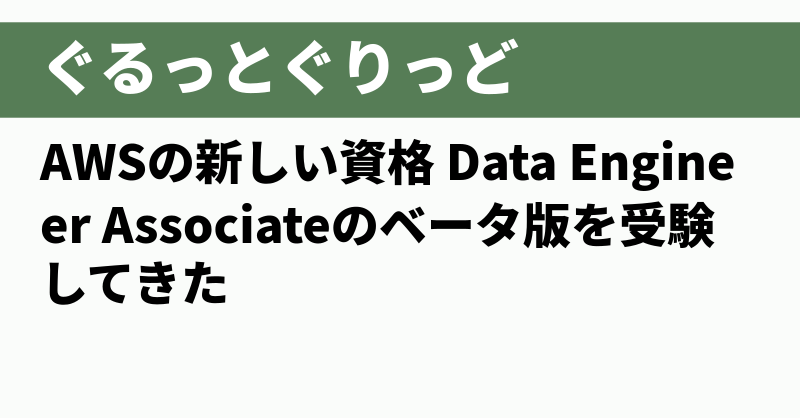 ぐるっとぐりっど
AWSの新しい資格 Data Engine
er Associateのベータ版を受験
してきた